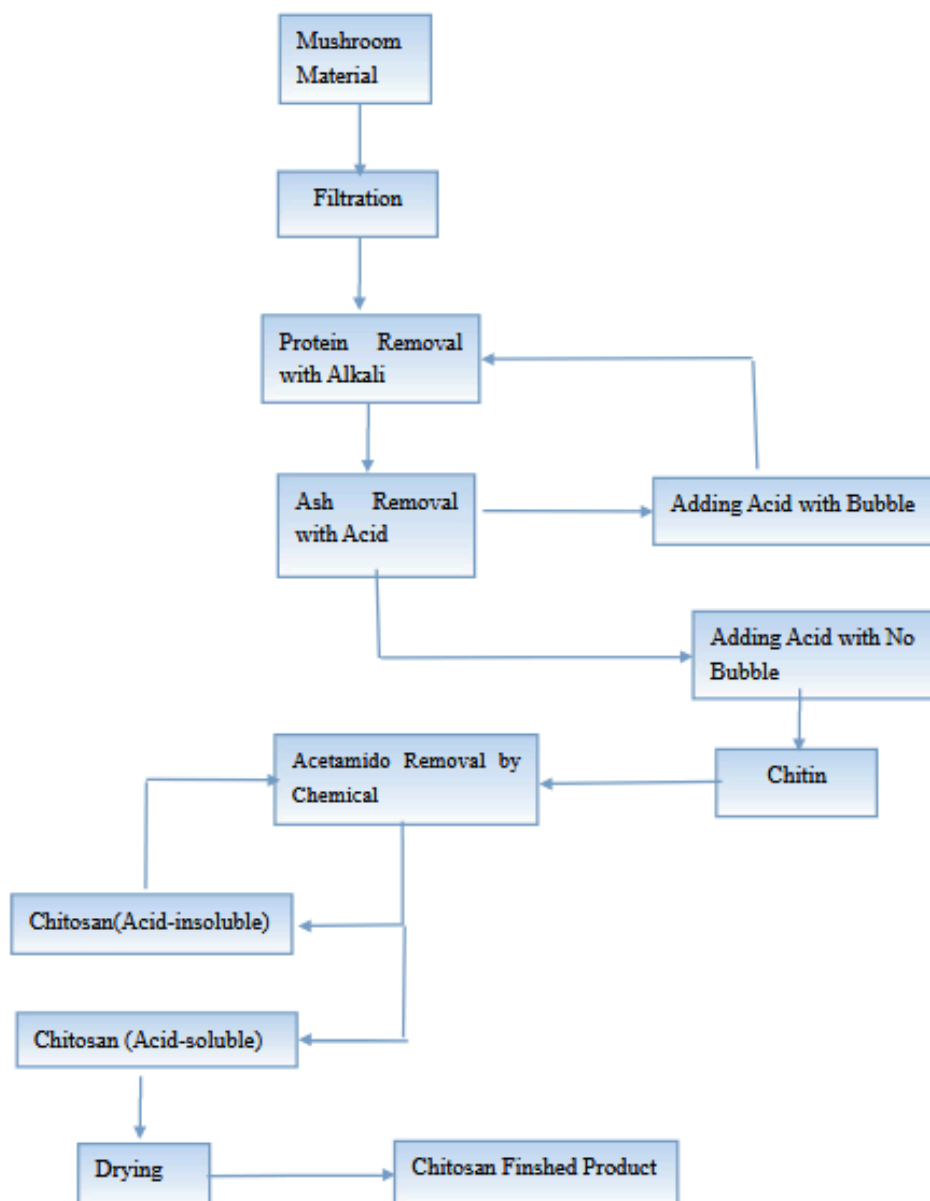 Mushroom
Material
Filtration
Protein Removal
with Alkali
Ash Removal
with Acid
Adding Acid with Bubble
Adding Acid with No
Bubble
Acetamido Removal by
Chemical
Chitin
Chitosan(Acid-insoluble)
Chitosan (Acid-soluble)
Drying
Chitosan Finshed Product